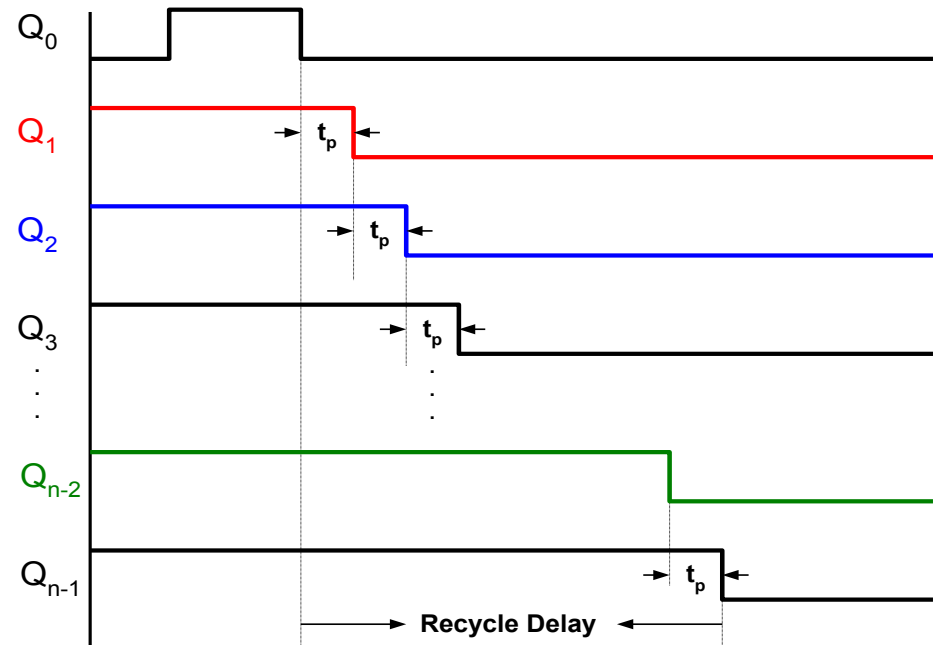 Q0
Q1
tp
Q2
tp
Q3
tp
. . .
. . .
Qn-2
Qn-1
tp
Recycle Delay